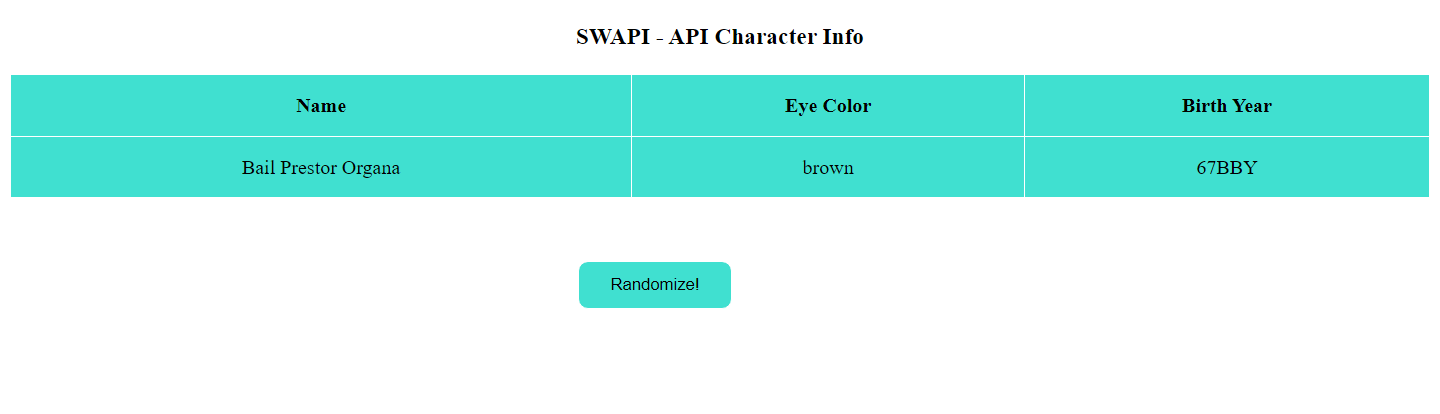 SWAPI - API Character Info
Name Eye Color Birth Year
Bail Prestor Organa brown 67BBY
Randomize!